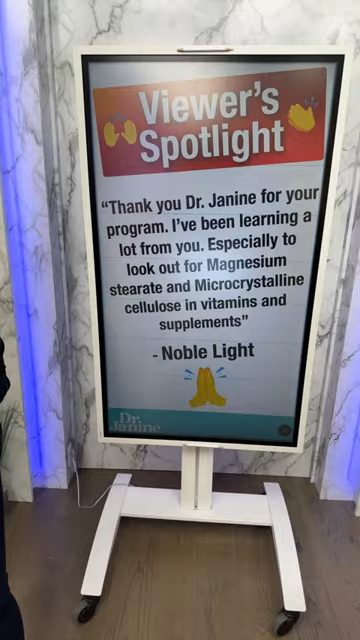 Viewer's
Spotlight
“Thank you Dr. Janine for your
program. I've been learning a
lot from you. Especially to
look out for Magnesium
stearate and Microcrystalline
cellulose in vitamins and
supplements”
- Noble Light
Dr.
Janine